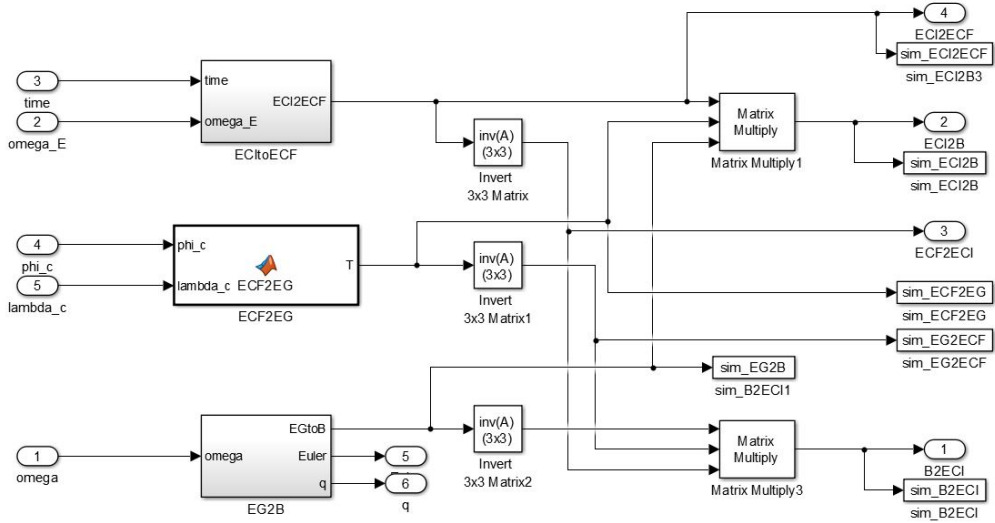 4
ECI2ECF
sim_ECI2ECF
sim_ECI2B3
3
time
2
omega_E
time
omega_E
ECI2ECF
ECItoECF
inv(A)
(3x3)
Invert
3x3 Matrix
Matrix
Multiply
Matrix Multiply1
2
ECI2B
sim_ECI2B
sim_ECI2B
4
phi_c
5
lambda_c
phi_c
lambda_c
ECF2EG
T
ECF2EG
inv(A)
(3x3)
Invert
3x3 Matrix1
3
ECF2ECI
sim_ECF2EG
sim_ECF2EG
sim_EG2ECF
sim_EG2ECF
sim_EG2B
sim_B2ECI1
1
omega
omega
EGtoB
Euler
q
EG2B
5
6
q
inv(A)
(3x3)
Invert
3x3 Matrix2
Matrix
Multiply
Matrix Multiply3
1
B2ECI
sim_B2ECI
sim_B2ECI